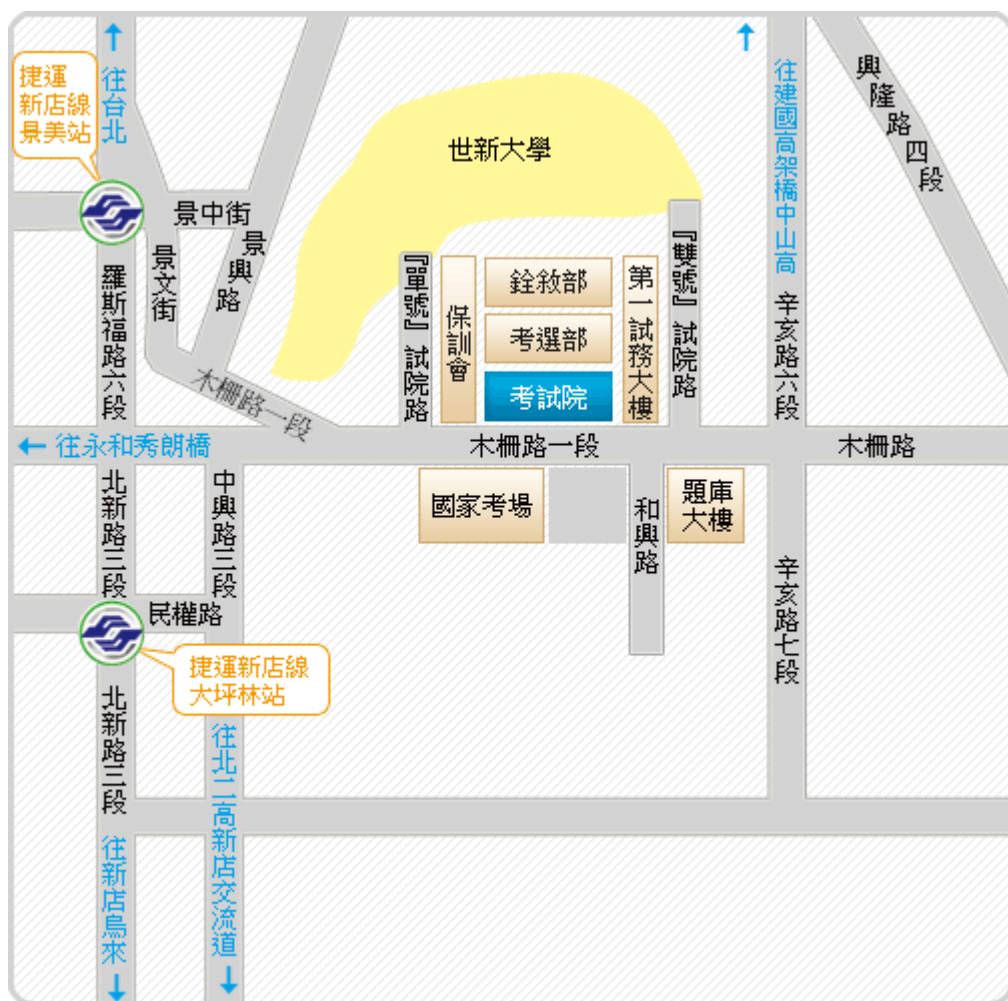 捷運
新店線
景美站
往台北
往建國高架橋中山高
興隆路四段
世新大學
景中街
景文街
景興路
羅斯福路六段
『單號』試院路
保訓會
銓敘部
考選部
考試院
第一試務大樓
『雙號』試院路
辛亥路六段
木柵路一段
往永和秀朗橋
木柵路一段
木柵路
北新路三段
中興路三段
國家考場
和興路
題庫
大樓
民權路
辛亥路七段
捷運新店線
大坪林站
北新路三段
往北二高新店交流道
往新店烏來